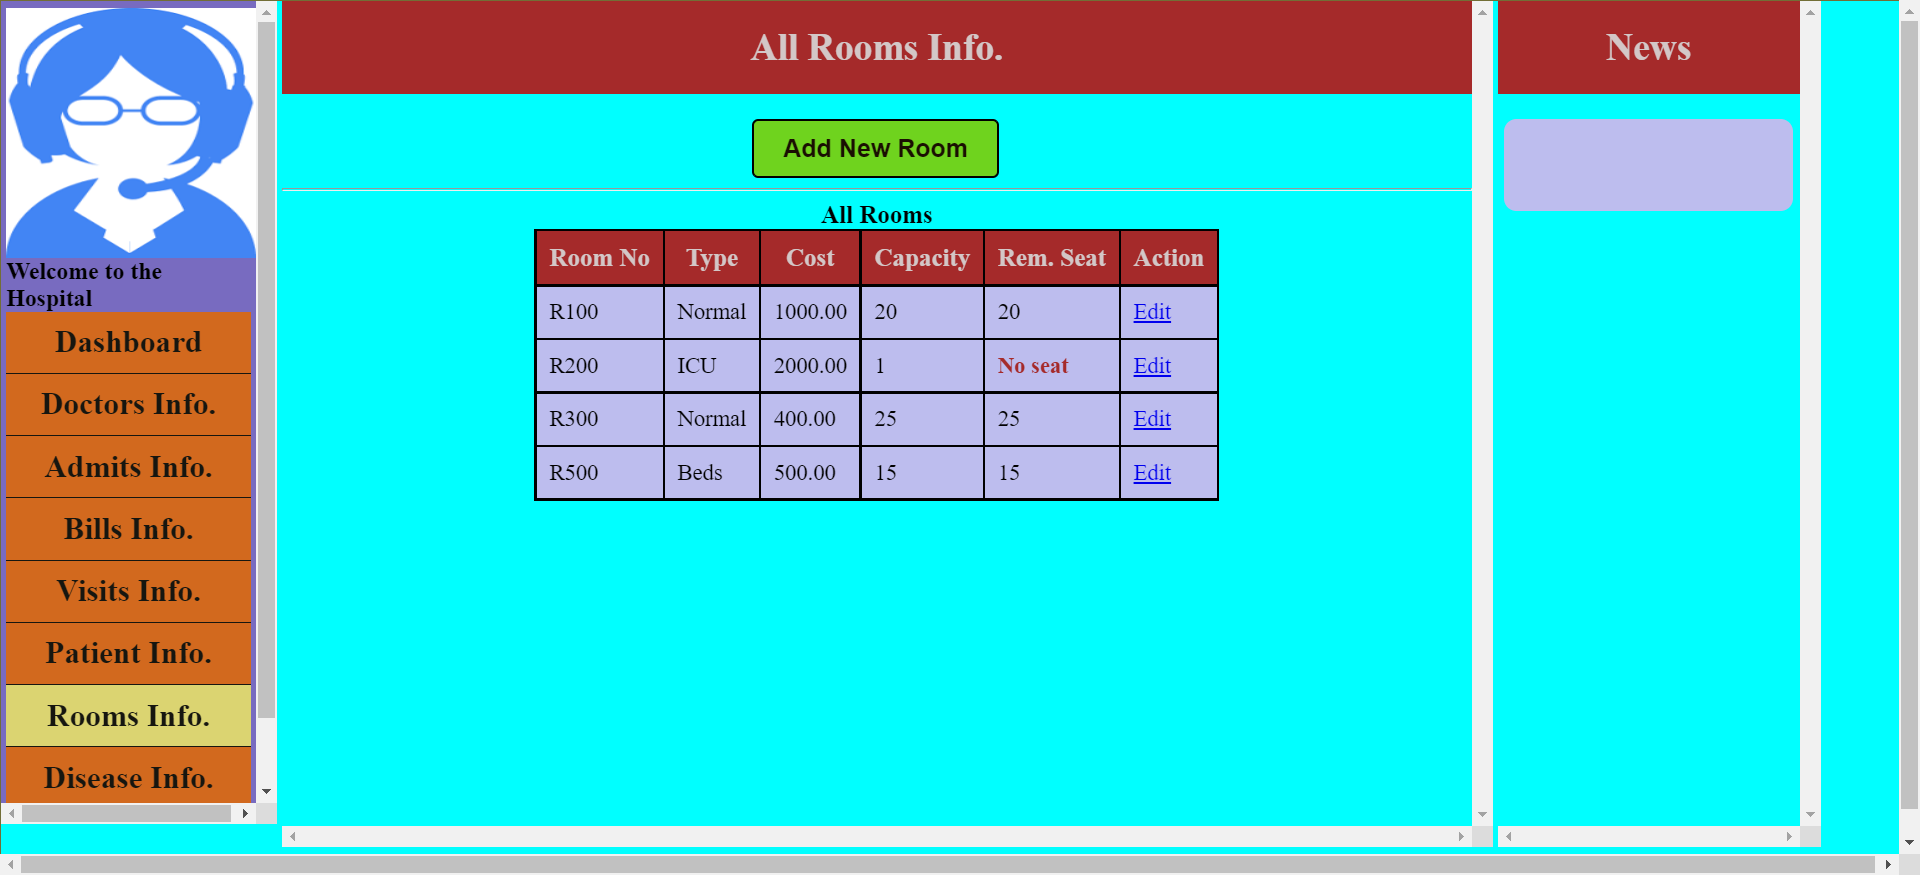 Welcome to the
Hospital
Dashboard
Doctors Info.
Admits Info.
Bills Info.
Visits Info.
Patient Info.
Rooms Info.
Disease Info.
All Rooms Info.
Add New Room
All Rooms
Room No Type Cost Capacity Rem. Seat Action
R100 Normal 1000.00 20 20 Edit
R200 ICU 2000.00 1 No seat Edit
R300 Normal 400.00 25 25 Edit
R500 Beds 500.00 15 15 Edit
News